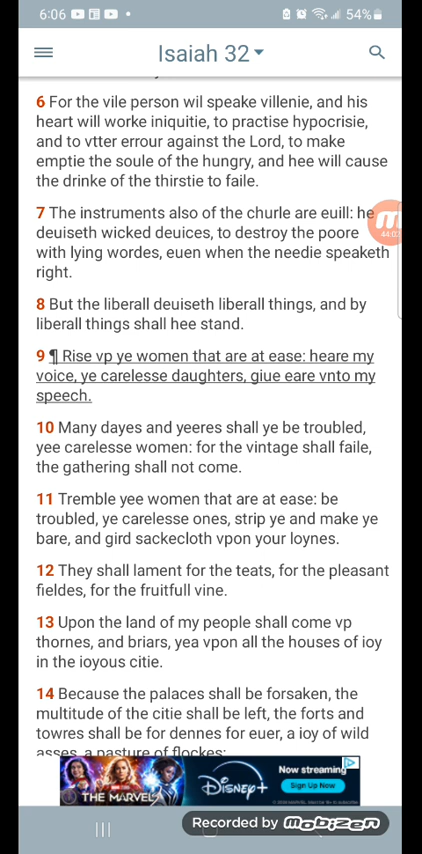 6:06
54%
Isaiah 32
6 For the vile person wil speake villenie, and his
heart will worke iniquitie, to practise hypocrisie,
and to vtter errour against the Lord, to make
emptie the soule of the hungry, and hee will cause
the drinke of the thirstie to faile.
7 The instruments also of the churle are euill: he
deuiseth wicked deuices, to destroy the poore
44:03
with lying wordes, euen when the needie speaketh
right.
8 But the liberall deuiseth liberall things, and by
liberall things shall hee stand.
9 ¶ Rise vp ye women that are at ease: heare my
voice, ye carelesse daughters, giue eare vnto my
speech.
10 Many dayes and yeeres shall ye be troubled,
yee carelesse women: for the vintage shall faile,
the gathering shall not come.
11 Tremble yee women that are at ease: be
troubled, ye carelesse ones, strip ye and make ye
bare, and gird sackecloth vpon your loynes.
12 They shall lament for the teats, for the pleasant
fieldes, for the fruitfull vine.
13 Upon the land of my people shall come vp
thornes, and briars, yea vpon all the houses of ioy
in the ioyous citie.
14 Because the palaces shall be forsaken, the
multitude of the citie shall be left, the forts and
towres shall be for dennes for euer, a ioy of wild
asses, a pasture of flockes:
THE MARVELS
Disney+
Now streaming
Sign Up Now
Recorded by mobizen